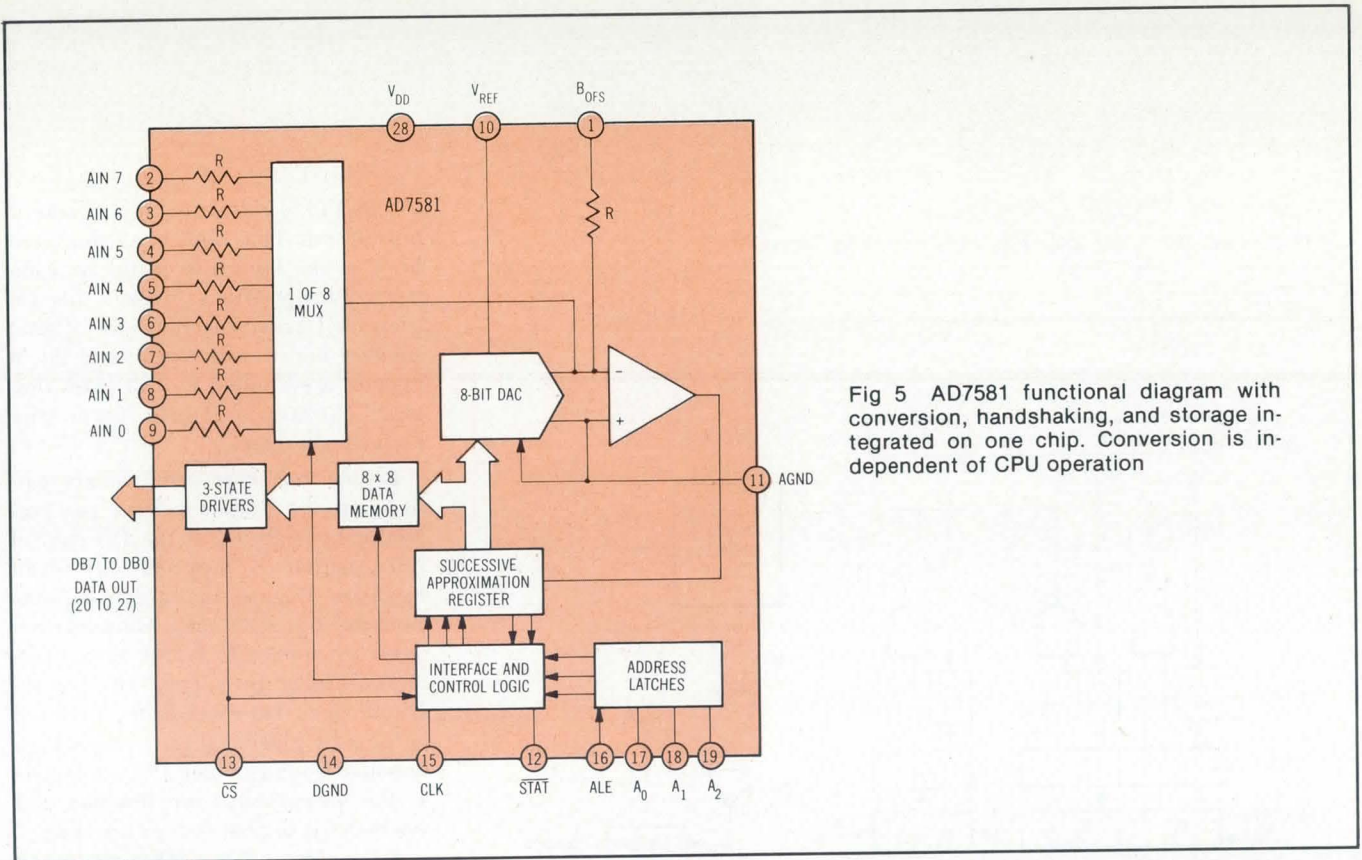 V_DD
28
V_REF
10
B_OFS
1
AD7581
AIN 7 2 R
AIN 6 3 R
AIN 5 4 R
AIN 4 5 R
AIN 3 6 R
AIN 2 7 R
AIN 1 8 R
AIN 0 9 R
1 OF 8
MUX
R
8-BIT DAC
−
+
11 AGND
3-STATE
DRIVERS
8 x 8
DATA
MEMORY
DB7 TO DB0
DATA OUT
(20 TO 27)
SUCCESSIVE
APPROXIMATION
REGISTER
INTERFACE AND
CONTROL LOGIC
ADDRESS
LATCHES
13
C̅S̅
14
DGND
15
CLK
12
S̅T̅A̅T̅
16
ALE
17
A_0
18
A_1
19
A_2
Fig 5 AD7581 functional diagram with
conversion, handshaking, and storage in-
tegrated on one chip. Conversion is in-
dependent of CPU operation